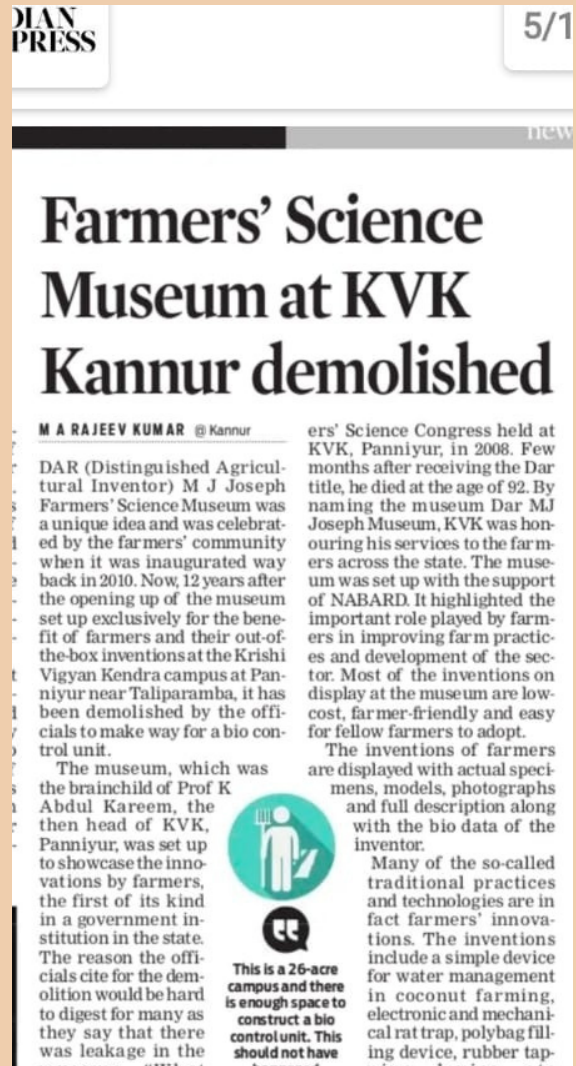 DIAN
PRESS
5/1
new
Farmers’ Science
Museum at KVK
Kannur demolished
M A RAJEEV KUMAR @ Kannur
DAR (Distinguished Agricul-
tural Inventor) M J Joseph
Farmers’ Science Museum was
a unique idea and was celebrat-
ed by the farmers’ community
when it was inaugurated way
back in 2010. Now, 12 years after
the opening up of the museum
set up exclusively for the bene-
fit of farmers and their out-of-
the-box inventions at the Krishi
Vigyan Kendra campus at Pan-
niyur near Taliparamba, it has
been demolished by the offi-
cials to make way for a bio con-
trol unit.
The museum, which was
the brainchild of Prof K
Abdul Kareem, the
then head of KVK,
Panniyur, was set up
to showcase the inno-
vations by farmers,
the first of its kind
in a government in-
stitution in the state.
The reason the offi-
cials cite for the dem-
olition would be hard
to digest for many as
they say that there
was leakage in the
This is a 26-acre
campus and there
is enough space to
construct a bio
control unit. This
should not have
ers’ Science Congress held at
KVK, Panniyur, in 2008. Few
months after receiving the Dar
title, he died at the age of 92. By
naming the museum Dar MJ
Joseph Museum, KVK was hon-
ouring his services to the farm-
ers across the state. The muse-
um was set up with the support
of NABARD. It highlighted the
important role played by farm-
ers in improving farm practic-
es and development of the sec-
tor. Most of the inventions on
display at the museum are low-
cost, farmer-friendly and easy
for fellow farmers to adopt.
The inventions of farmers
are displayed with actual speci-
mens, models, photographs
and full description along
with the bio data of the
inventor.
Many of the so-called
traditional practices
and technologies are in
fact farmers’ innova-
tions. The inventions
include a simple device
for water management
in coconut farming,
electronic and mechani-
cal rat trap, polybag fill-
ing device, rubber tap-